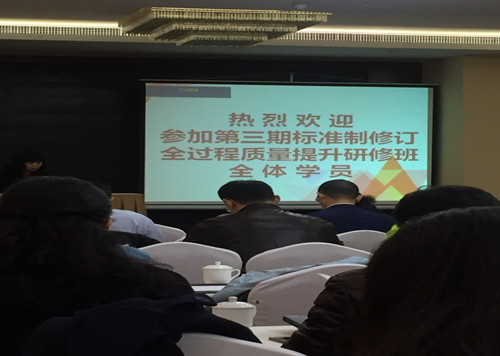 热烈欢迎
参加第三期标准制修订
全过程质量提升研修班
全体学员